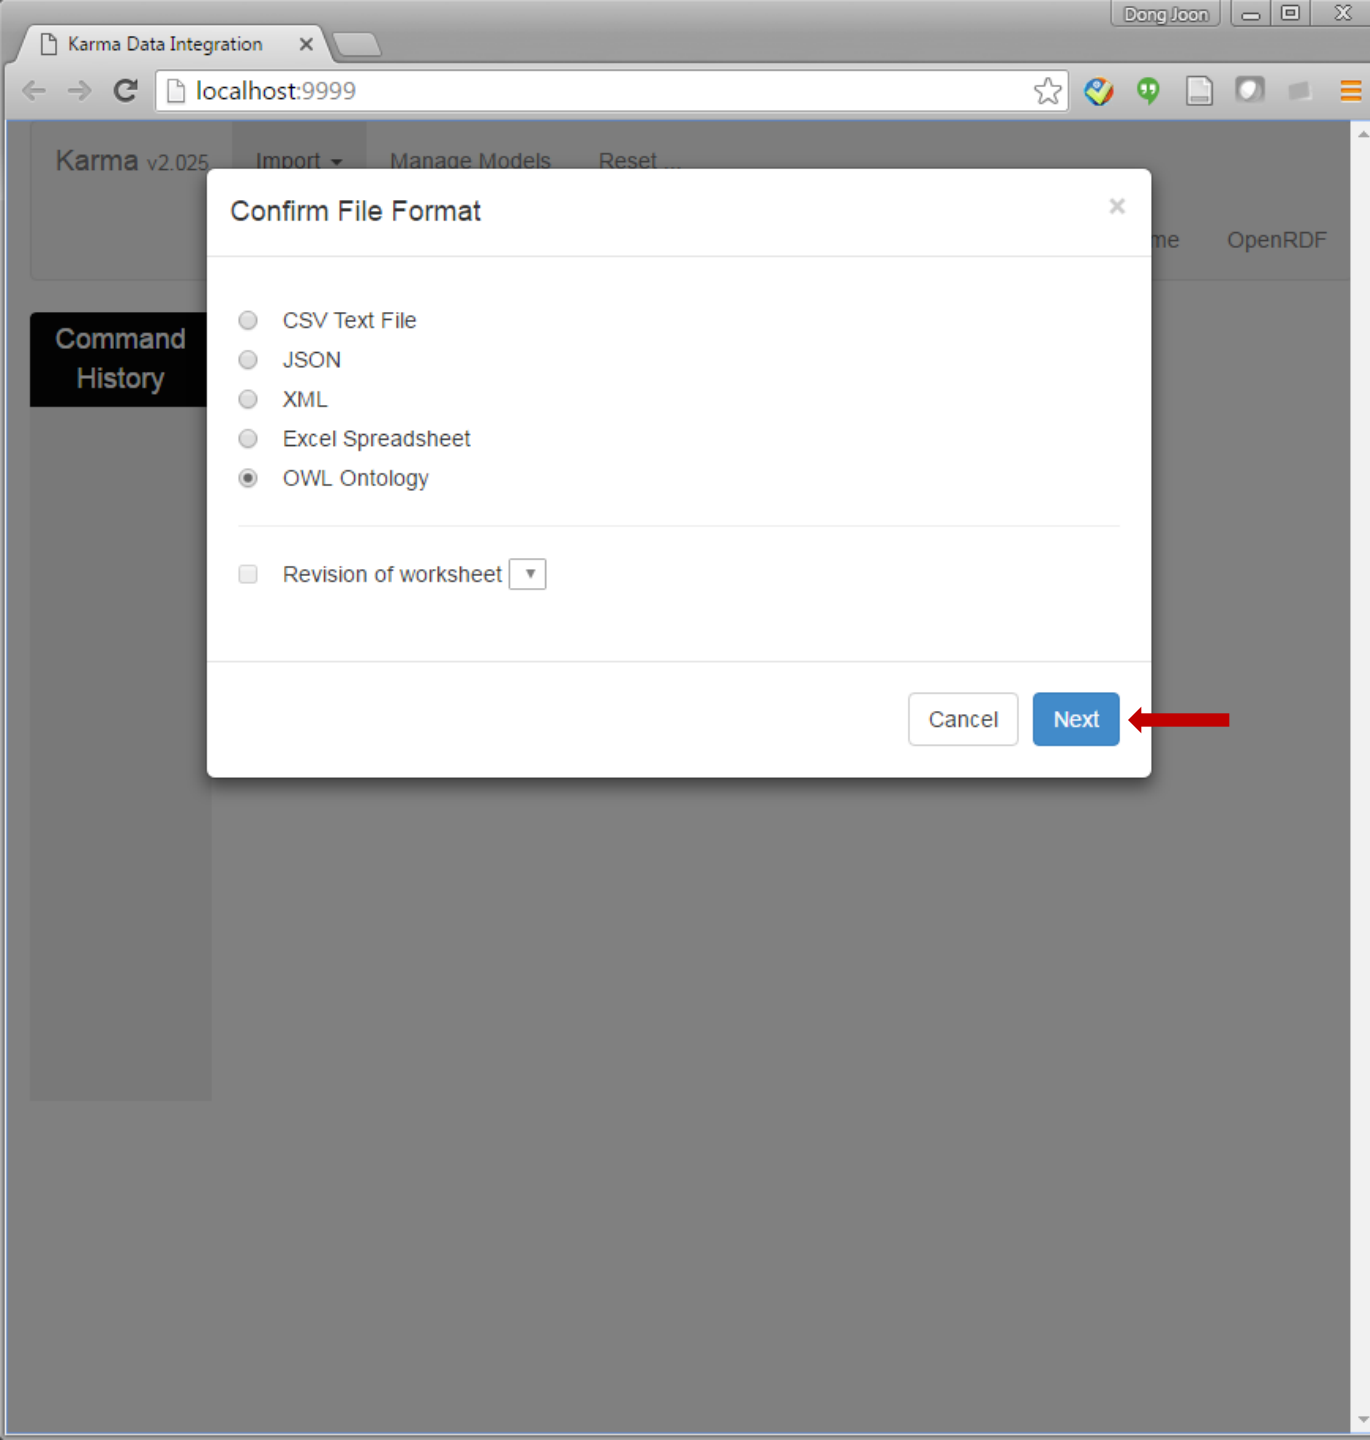 Dong Joon
Karma Data Integration
localhost:9999
Karma v2.025
Import
Manage Models
Reset ...
Confirm File Format
×
me
OpenRDF
Command
History
CSV Text File
JSON
XML
Excel Spreadsheet
OWL Ontology
Revision of worksheet
Cancel
Next